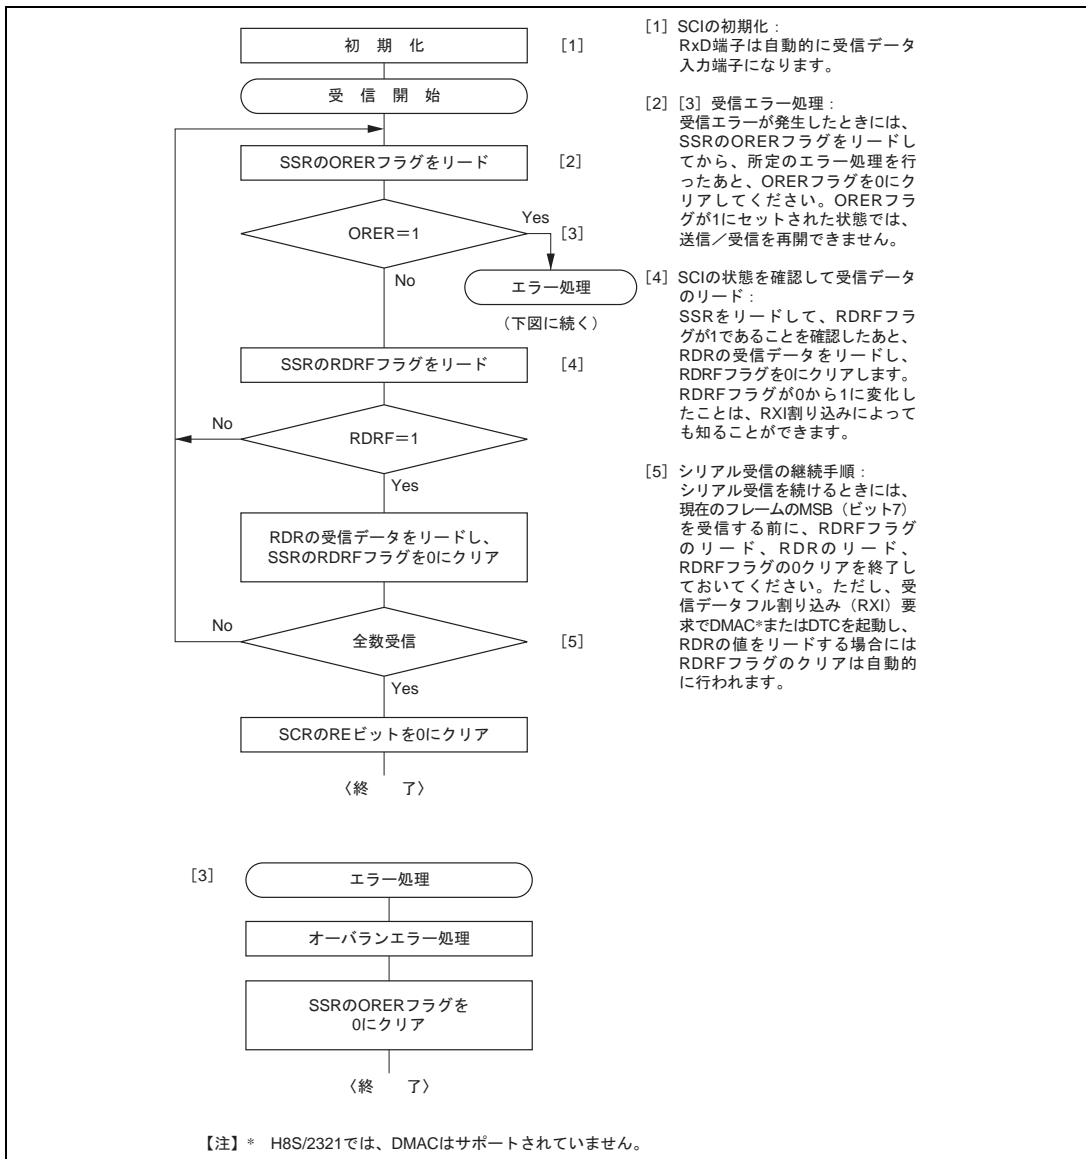 初 期 化 [1]
受 信 開 始
SSRのORERフラグをリード [2]
ORER=1
Yes
[3]
No
エラー処理
(下図に続く)
SSRのRDRFフラグをリード [4]
No
RDRF=1
Yes
RDRの受信データをリードし、
SSRのRDRFフラグを0にクリア
No
全数受信 [5]
Yes
SCRのREビットを0にクリア
〈終 了〉
[1] SCIの初期化:
RxD端子は自動的に受信データ
入力端子になります。
[2] [3] 受信エラー処理:
受信エラーが発生したときには、
SSRのORERフラグをリードし
てから、所定のエラー処理を行
ったあと、ORERフラグを0にク
リアしてください。ORERフラ
グが1にセットされた状態では、
送信/受信を再開できません。
[4] SCIの状態を確認して受信データ
のリード:
SSRをリードして、RDRFフラ
グが1であることを確認したあと、
RDRの受信データをリードし、
RDRFフラグを0にクリアします。
RDRFフラグが0から1に変化し
たことは、RXI割り込みによって
も知ることができます。
[5] シリアル受信の継続手順:
シリアル受信を続けるときには、
現在のフレームのMSB(ビット7)
を受信する前に、RDRFフラグ
のリード、RDRのリード、
RDRFフラグの0クリアを終了し
ておいてください。ただし、受
信データフル割り込み(RXI)要
求でDMAC*またはDTCを起動し、
RDRの値をリードする場合には
RDRFフラグのクリアは自動的
に行われます。
[3]
エラー処理
オーバランエラー処理
SSRのORERフラグを
0にクリア
〈終 了〉
【注】* H8S/2321では、DMACはサポートされていません。